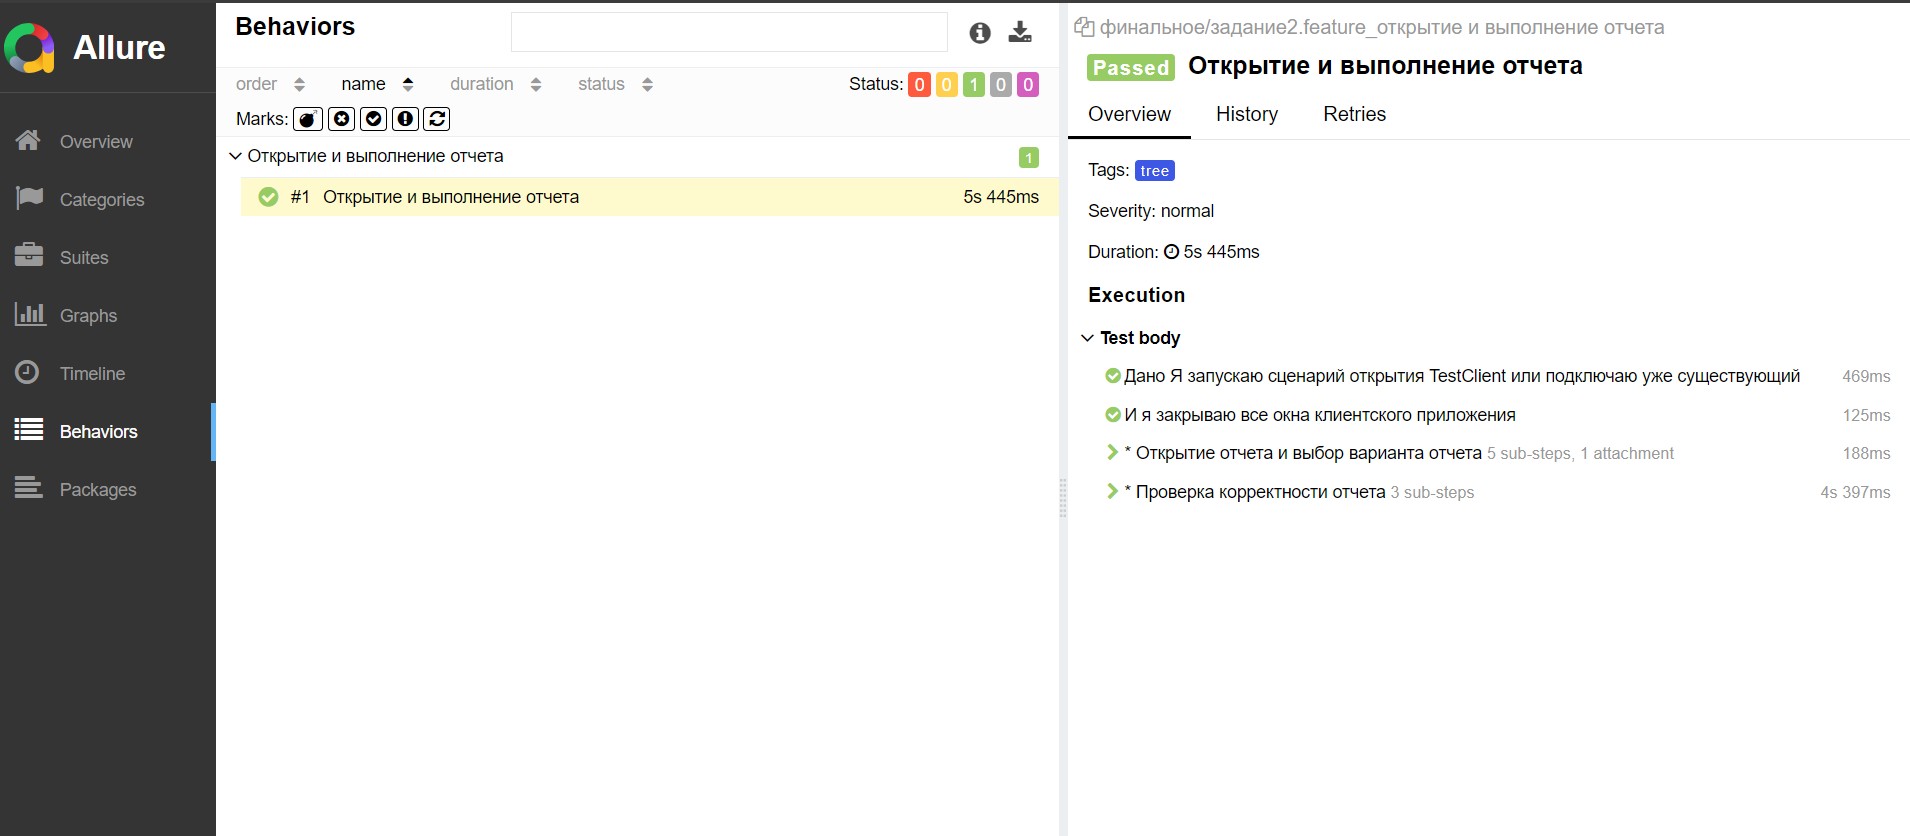 Allure
Overview
Categories
Suites
Graphs
Timeline
Behaviors
Packages
Behaviors
order name duration status Status: 0 0 1 0 0
Marks:
Открытие и выполнение отчета 1
#1 Открытие и выполнение отчета 5s 445ms
финальное/задание2.feature_открытие и выполнение отчета
Passed Открытие и выполнение отчета
Overview History Retries
Tags: tree
Severity: normal
Duration: 5s 445ms
Execution
Test body
Дано Я запускаю сценарий открытия TestClient или подключаю уже существующий 469ms
И я закрываю все окна клиентского приложения 125ms
* Открытие отчета и выбор варианта отчета 5 sub-steps, 1 attachment 188ms
* Проверка корректности отчета 3 sub-steps 4s 397ms